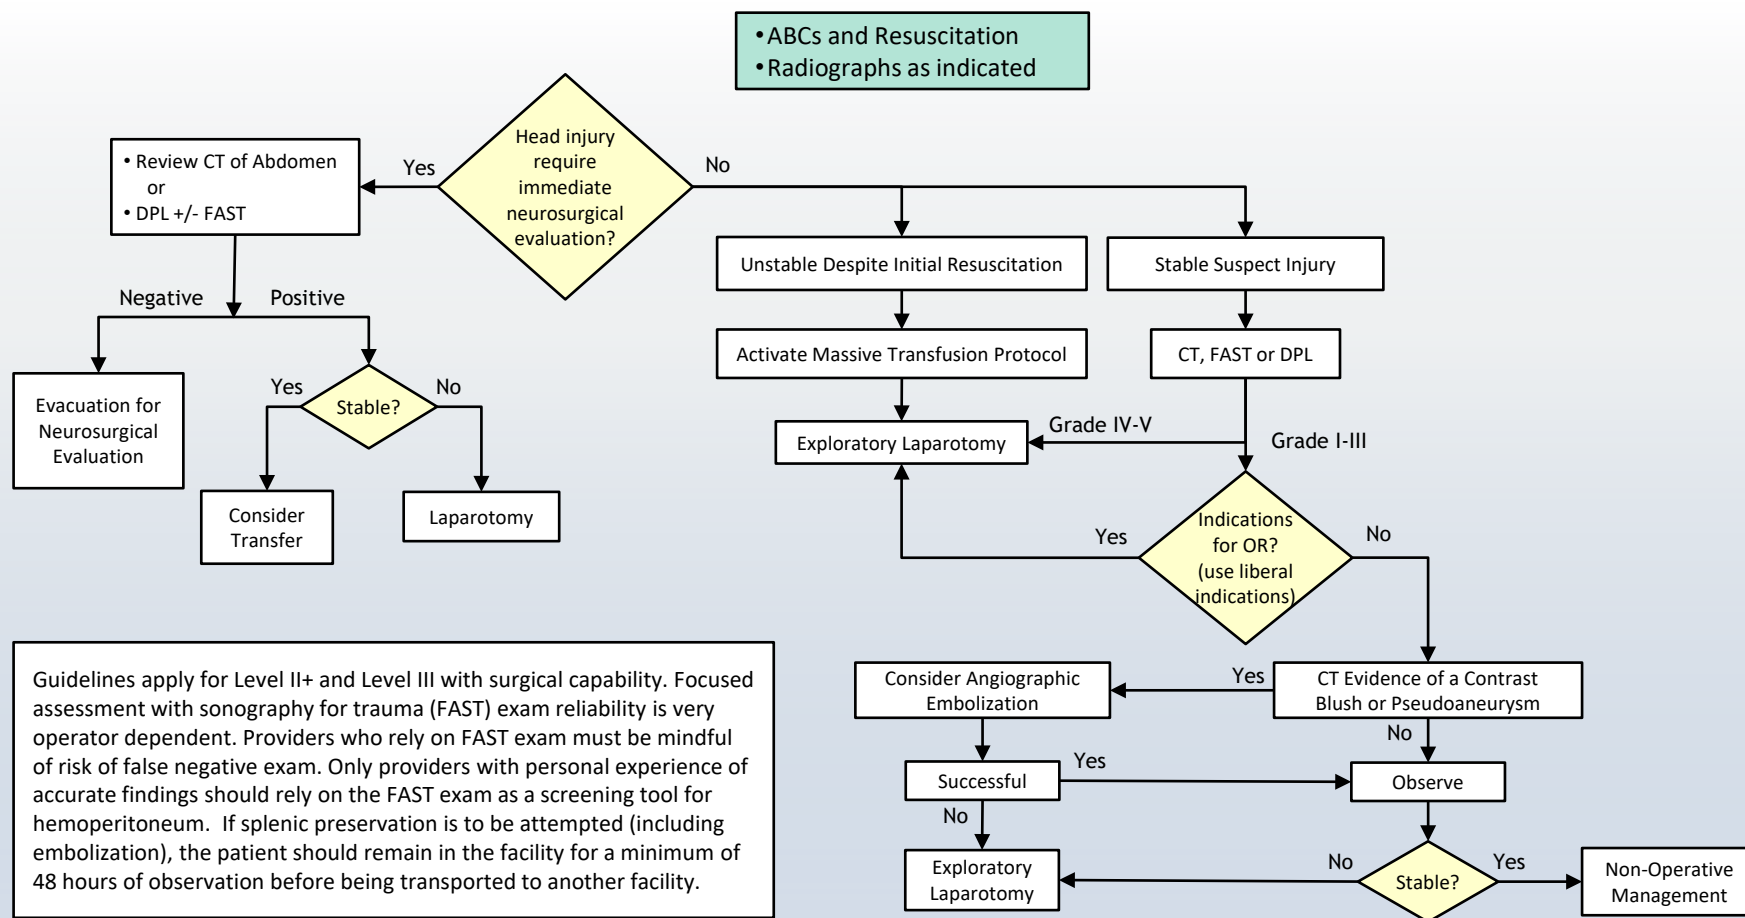 •ABCs and Resuscitation
•Radiographs as indicated
Head injury
require
immediate
neurosurgical
evaluation?
Yes
No
• Review CT of Abdomen
or
• DPL +/- FAST
Negative
Positive
Evacuation for
Neurosurgical
Evaluation
Stable?
Yes
No
Consider
Transfer
Laparotomy
Unstable Despite Initial Resuscitation
Stable Suspect Injury
Activate Massive Transfusion Protocol
CT, FAST or DPL
Exploratory Laparotomy
Grade IV-V
Grade I-III
Indications
for OR?
(use liberal
indications)
Yes
No
Consider Angiographic
Embolization
Yes
CT Evidence of a Contrast
Blush or Pseudoaneurysm
No
Successful
Yes
Observe
No
Exploratory
Laparotomy
No
Stable?
Yes
Non-Operative
Management
Guidelines apply for Level II+ and Level III with surgical capability. Focused
assessment with sonography for trauma (FAST) exam reliability is very
operator dependent. Providers who rely on FAST exam must be mindful
of risk of false negative exam. Only providers with personal experience of
accurate findings should rely on the FAST exam as a screening tool for
hemoperitoneum.  If splenic preservation is to be attempted (including
embolization), the patient should remain in the facility for a minimum of
48 hours of observation before being transported to another facility.